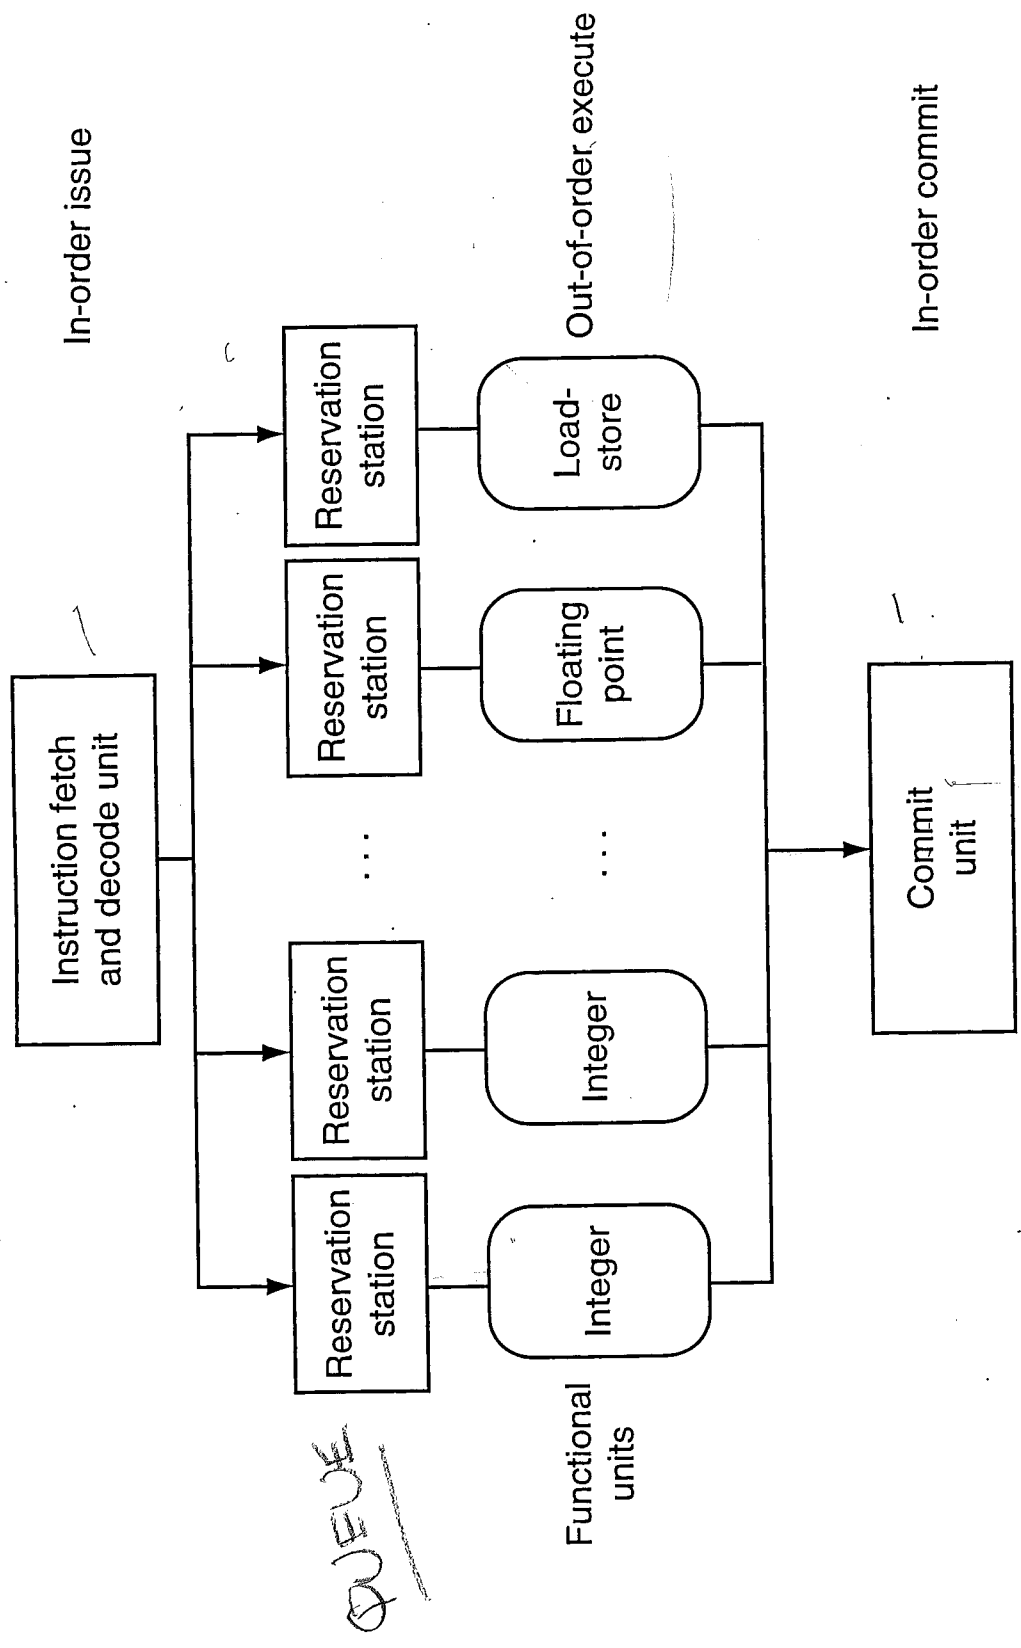 Instruction fetch
and decode unit
In-order issue
QUEUE
Reservation
station
Reservation
station
...
Reservation
station
Reservation
station
Functional
units
Integer
Integer
...
Floating
point
Load-
store
Out-of-order execute
Commit
unit
In-order commit